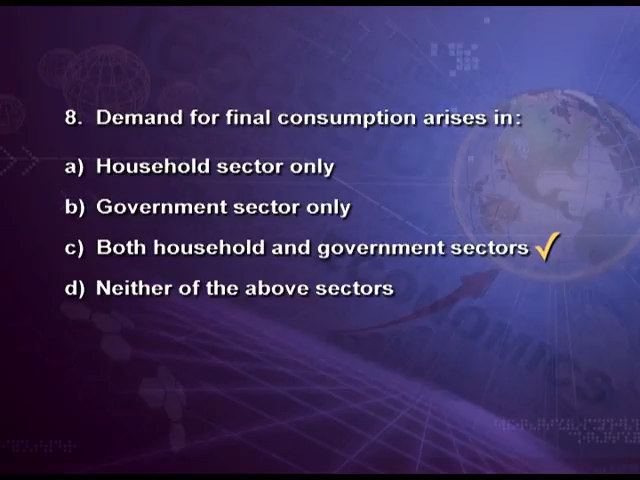 8. Demand for final consumption arises in:
a) Household sector only
b) Government sector only
c) Both household and government sectors
d) Neither of the above sectors
ECONOMICS